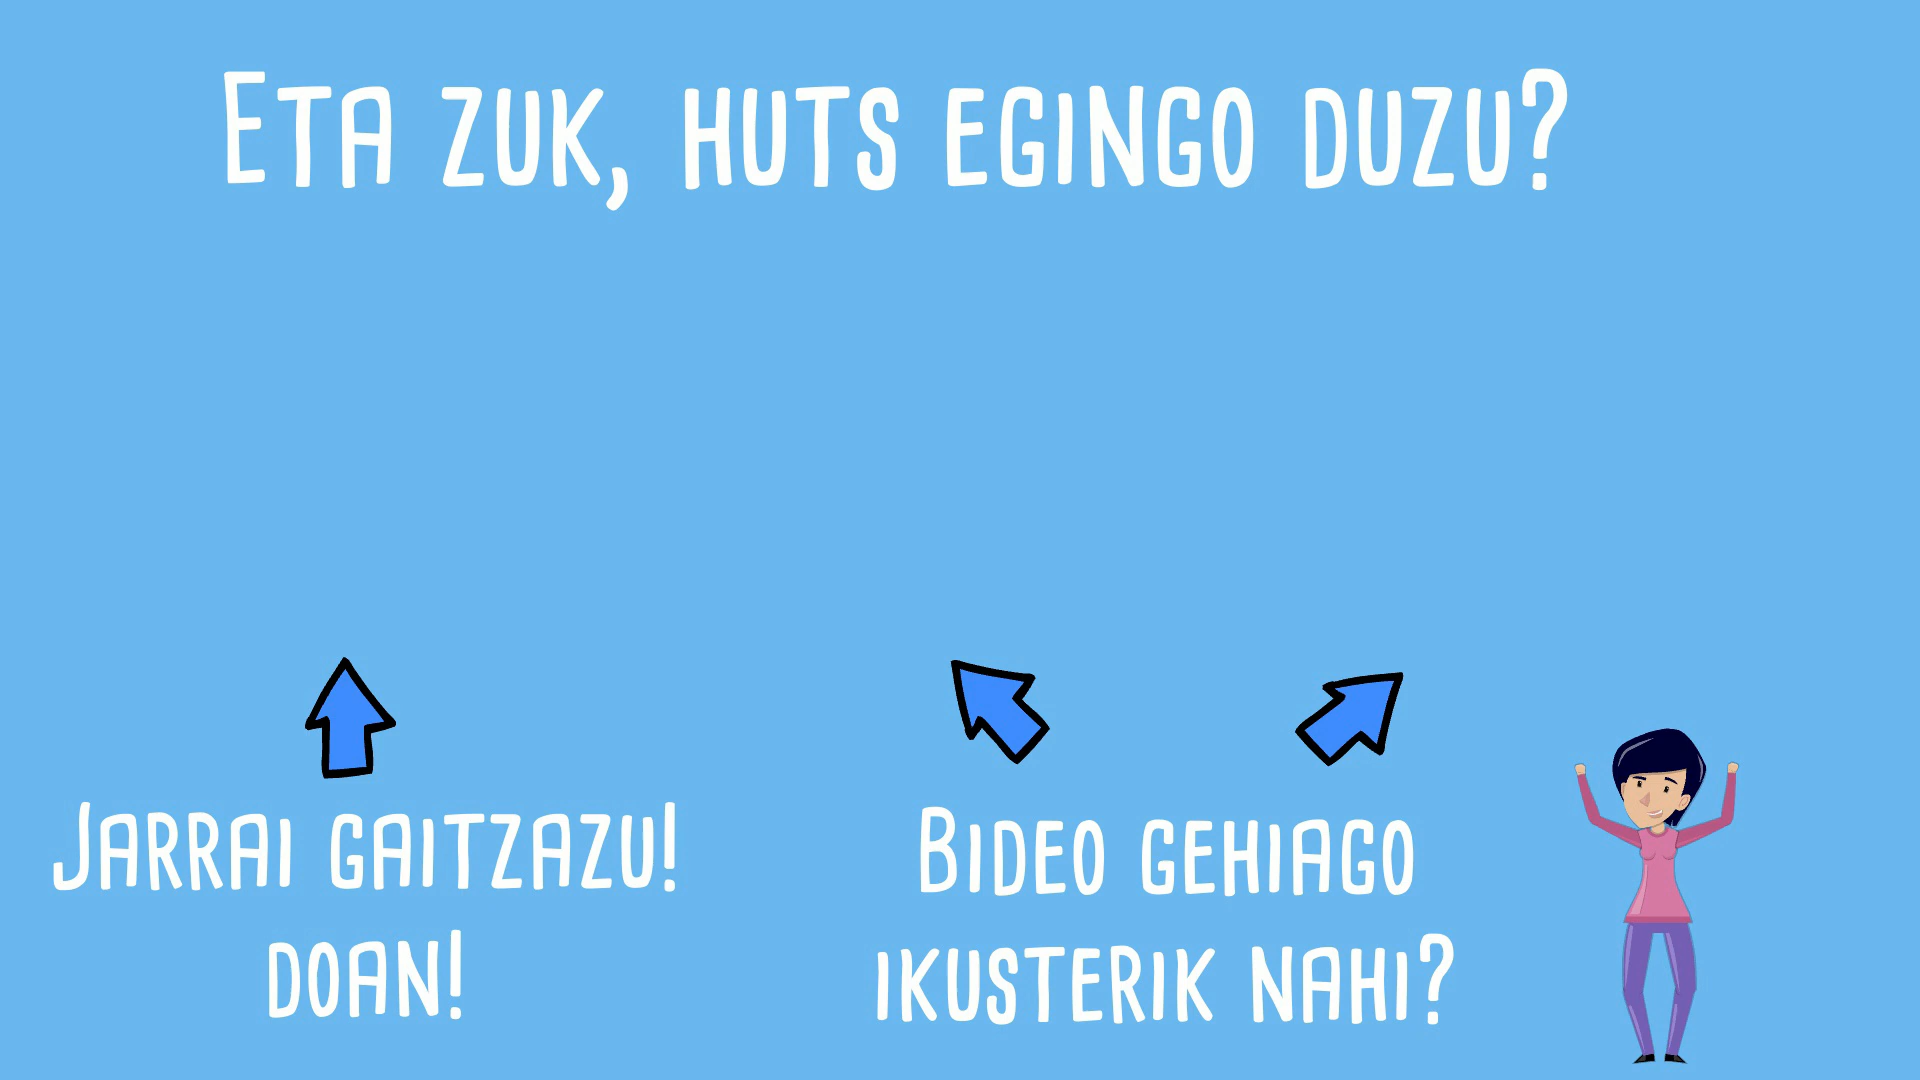 Eta zuk, huts egingo duzu?
Jarrai gaitzazu!
doan!
Bideo gehiago
ikusterik nahi?